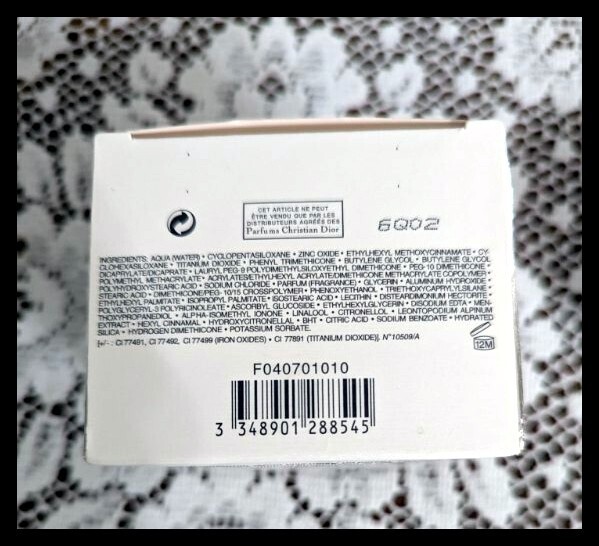 CET ARTICLE NE PEUT
ÊTRE VENDU QUE PAR LES
DISTRIBUTEURS AGRÉÉS DES
Parfums Christian Dior
6Q02
INGREDIENTS: AQUA (WATER) • CYCLOPENTASILOXANE • ZINC OXIDE • ETHYLHEXYL METHOXYCINNAMATE • CY-
CLOHEXASILOXANE • TITANIUM DIOXIDE • PHENYL TRIMETHICONE • BUTYLENE GLYCOL • BUTYLENE GLYCOL
DICAPRYLATE/DICAPRATE • LAURYL PEG-9 POLYDIMETHYLSILOXYETHYL DIMETHICONE • PEG-10 DIMETHICONE •
POLYMETHYL METHACRYLATE • METHACRYLATE/ETHYLHEXYL ACRYLATE/DIMETHICONE METHACRYLATE COPOLYMER •
POLYHYDROXYSTEARIC ACID • SODIUM CHLORIDE • PARFUM (FRAGRANCE) • GLYCERIN • ALUMINUM HYDROXIDE •
STEARIC ACID • DIMETHICONE/PEG- 10/15 CROSSPOLYMER • PHENOXYETHANOL • TRIETHOXYCAPRYLYLSILANE •
ETHYLHEXYL PALMITATE • ISOPROPYL PALMITATE • ISOSTEARIC ACID • LECITHIN • DISTEARDIMONIUM HECTORITE •
POLYGLYCERYL-3 POLYRICINOLEATE • ASCORBYL GLUCOSIDE • ETHYLHEXYLGLYCERIN • DISODIUM EDTA • MEN-
THOXYPROPANEDIOL • ALPHA-ISOMETHYL IONONE • LINALOOL • CITRONELLOL • LEONTOPODIUM ALPINUM
EXTRACT • HEXYL CINNAMAL • HYDROXYCITRONELLAL • BHT • CITRIC ACID • SODIUM BENZOATE • HYDRATED
SILICA • HYDROGEN DIMETHICONE • POTASSIUM SORBATE.
[+/- : CI 77491, CI 77492, CI 77499 (IRON OXIDES) • CI 77891 (TITANIUM DIOXIDE)]. N°10509/A
12M
F040701010
3 348901 288545